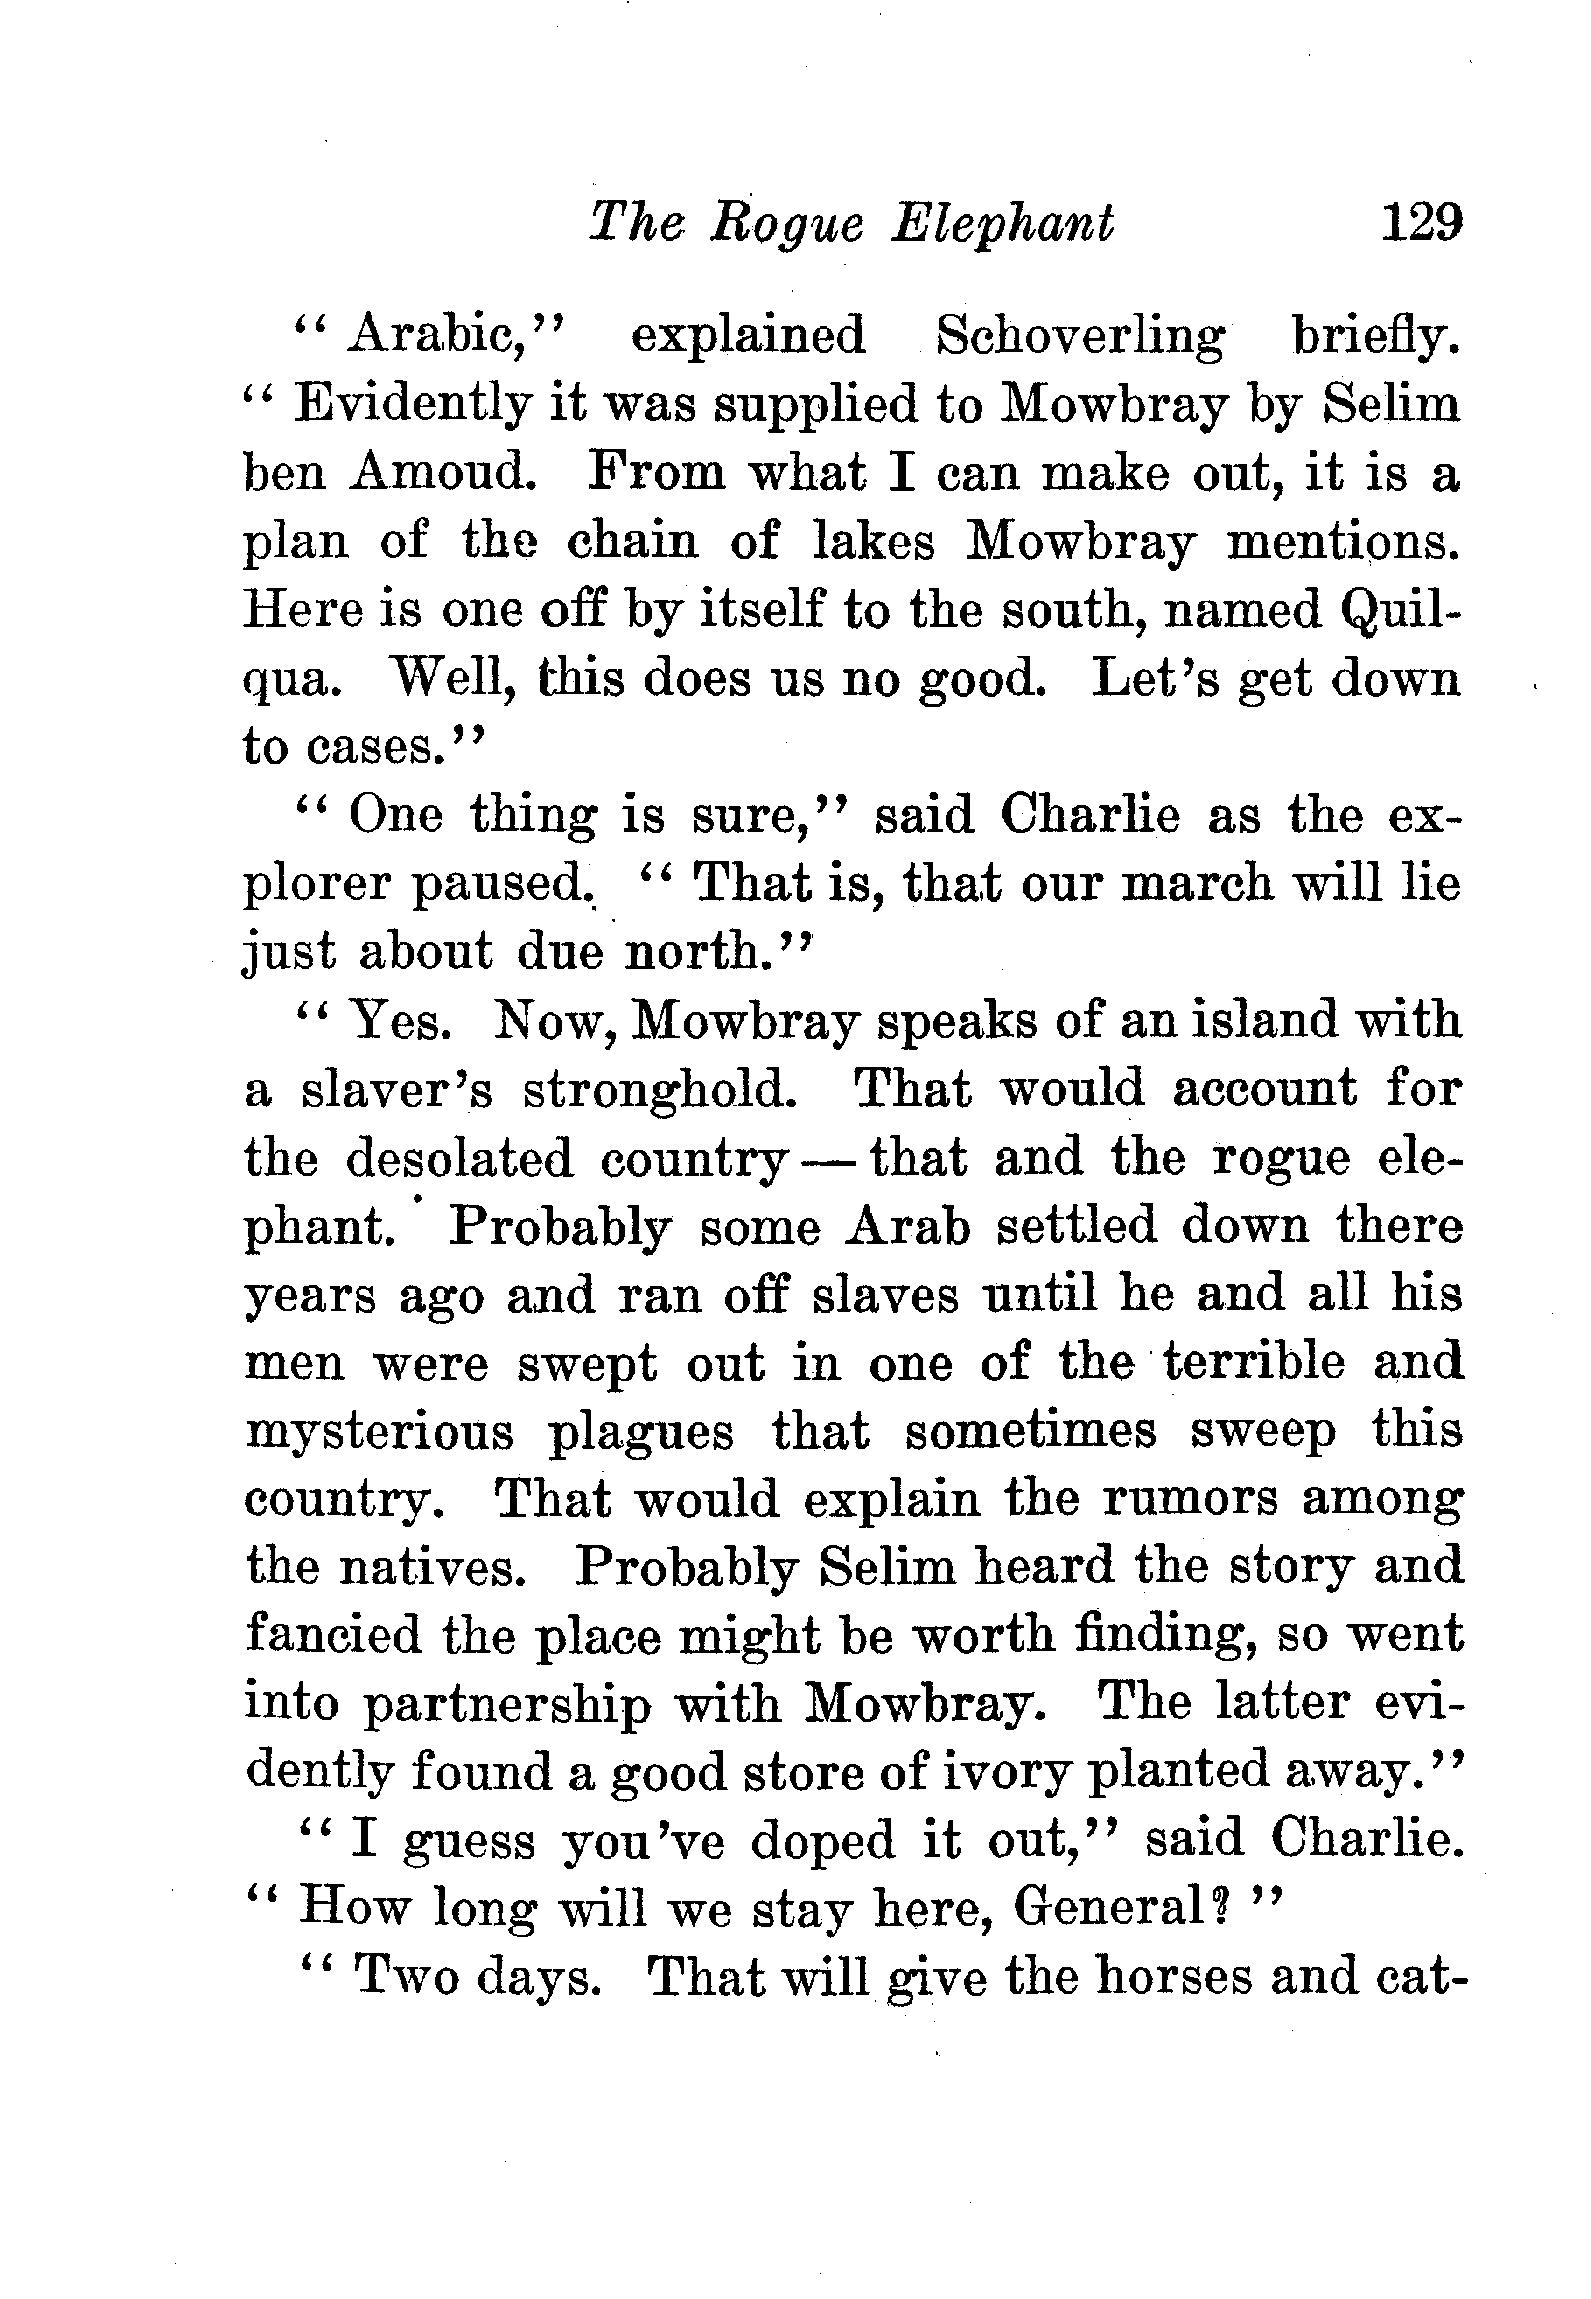 The Rogue Elephant 129
“ Arabic,” explained Schoverling briefly.
“ Evidently it was supplied to Mowbray by Selim
ben Amoud. From what I can make out, it is a
plan of the chain of lakes Mowbray mentions.
Here is one off by itself to the south, named Quil-
qua. Well, this does us no good. Let’s get down
to cases.”
“ One thing is sure,” said Charlie as the ex-
plorer paused. “ That is, that our march will lie
just about due north.”
“ Yes. Now, Mowbray speaks of an island with
a slaver’s stronghold. That would account for
the desolated country — that and the rogue ele-
phant. Probably some Arab settled down there
years ago and ran off slaves until he and all his
men were swept out in one of the terrible and
mysterious plagues that sometimes sweep this
country. That would explain the rumors among
the natives. Probably Selim heard the story and
fancied the place might be worth finding, so went
into partnership with Mowbray. The latter evi-
dently found a good store of ivory planted away.”
“ I guess you’ve doped it out,” said Charlie.
“ How long will we stay here, General? ”
“ Two days. That will give the horses and cat-